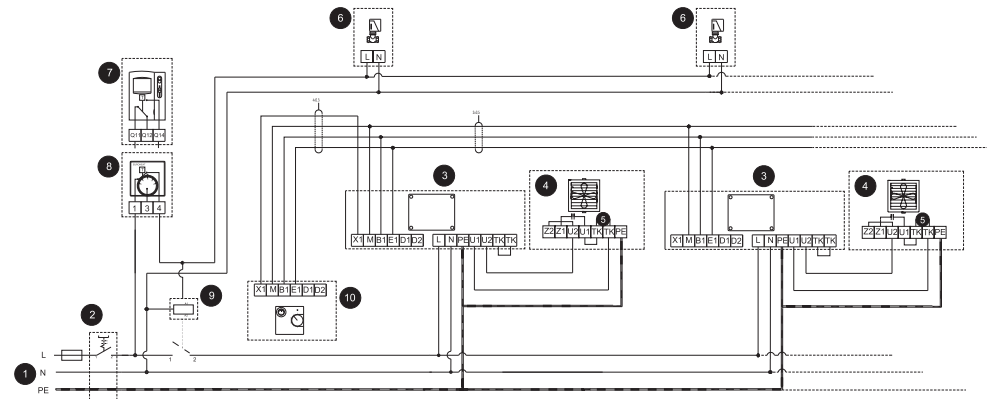 6
6
L N
L N
7
Q11 Q12 Q14
8
1 3 4
3
4
3
4
5
5
Z2 Z1 U2 U1 TK TK PE
Z2 Z1 U2 U1 TK TK PE
X1 M B1 E1 D1 D2 L N PE U1 U2 TK TK
X1 M B1 E1 D1 D2 L N PE U1 U2 TK TK
9
X1 M B1 E1 D1 D2
10
2
L
1 2
1
N
PE